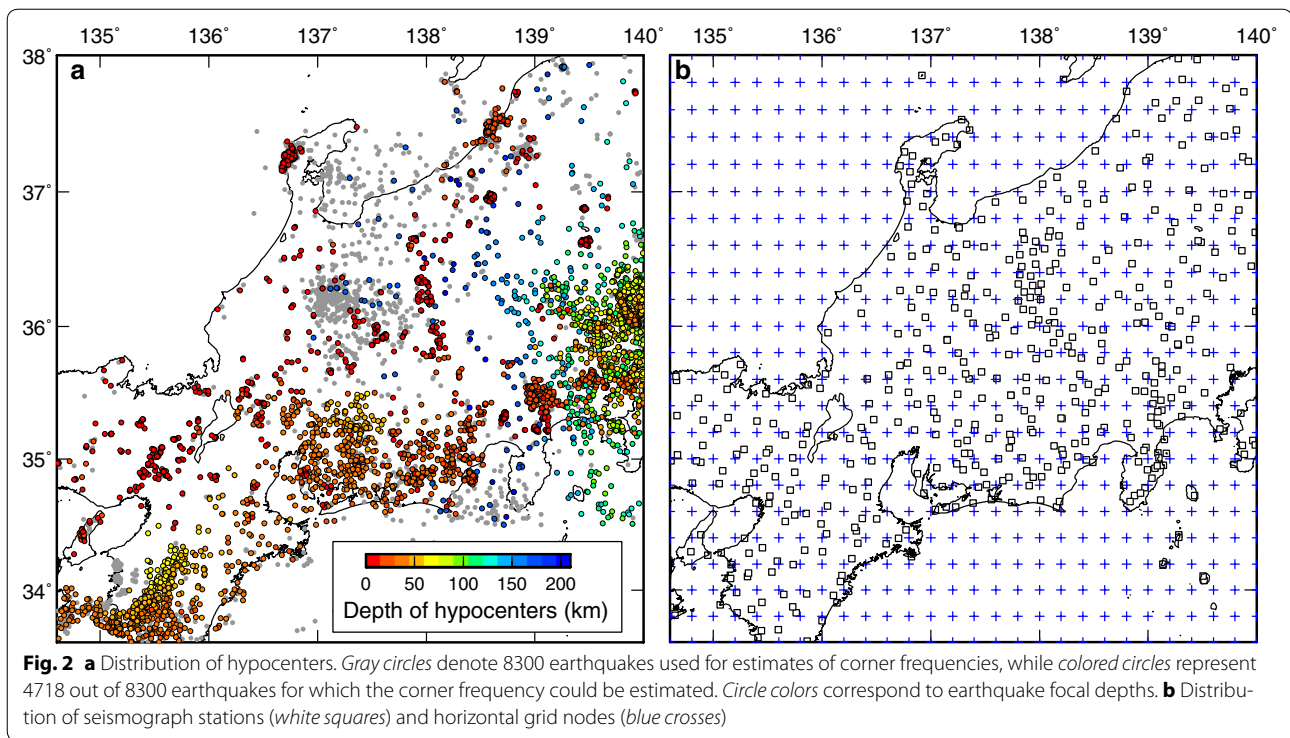 135˚ 136˚ 137˚ 138˚ 139˚ 140˚ 135˚ 136˚ 137˚ 138˚ 139˚ 140˚
38˚
a
b
37˚
36˚
35˚
34˚
0 50 100 150 200
Depth of hypocenters (km)
Fig. 2 a Distribution of hypocenters. Gray circles denote 8300 earthquakes used for estimates of corner frequencies, while colored circles represent
4718 out of 8300 earthquakes for which the corner frequency could be estimated. Circle colors correspond to earthquake focal depths. b Distribu-
tion of seismograph stations (white squares) and horizontal grid nodes (blue crosses)